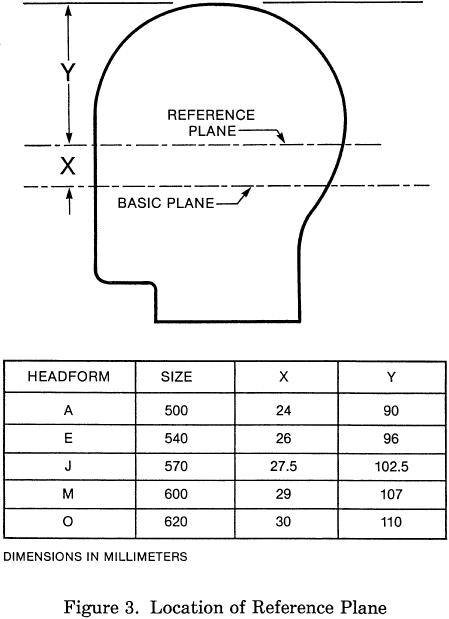 Y
REFERENCE
PLANE
X
BASIC PLANE
HEADFORM SIZE X Y
A 500 24 90
E 540 26 96
J 570 27.5 102.5
M 600 29 107
O 620 30 110
DIMENSIONS IN MILLIMETERS
Figure 3. Location of Reference Plane